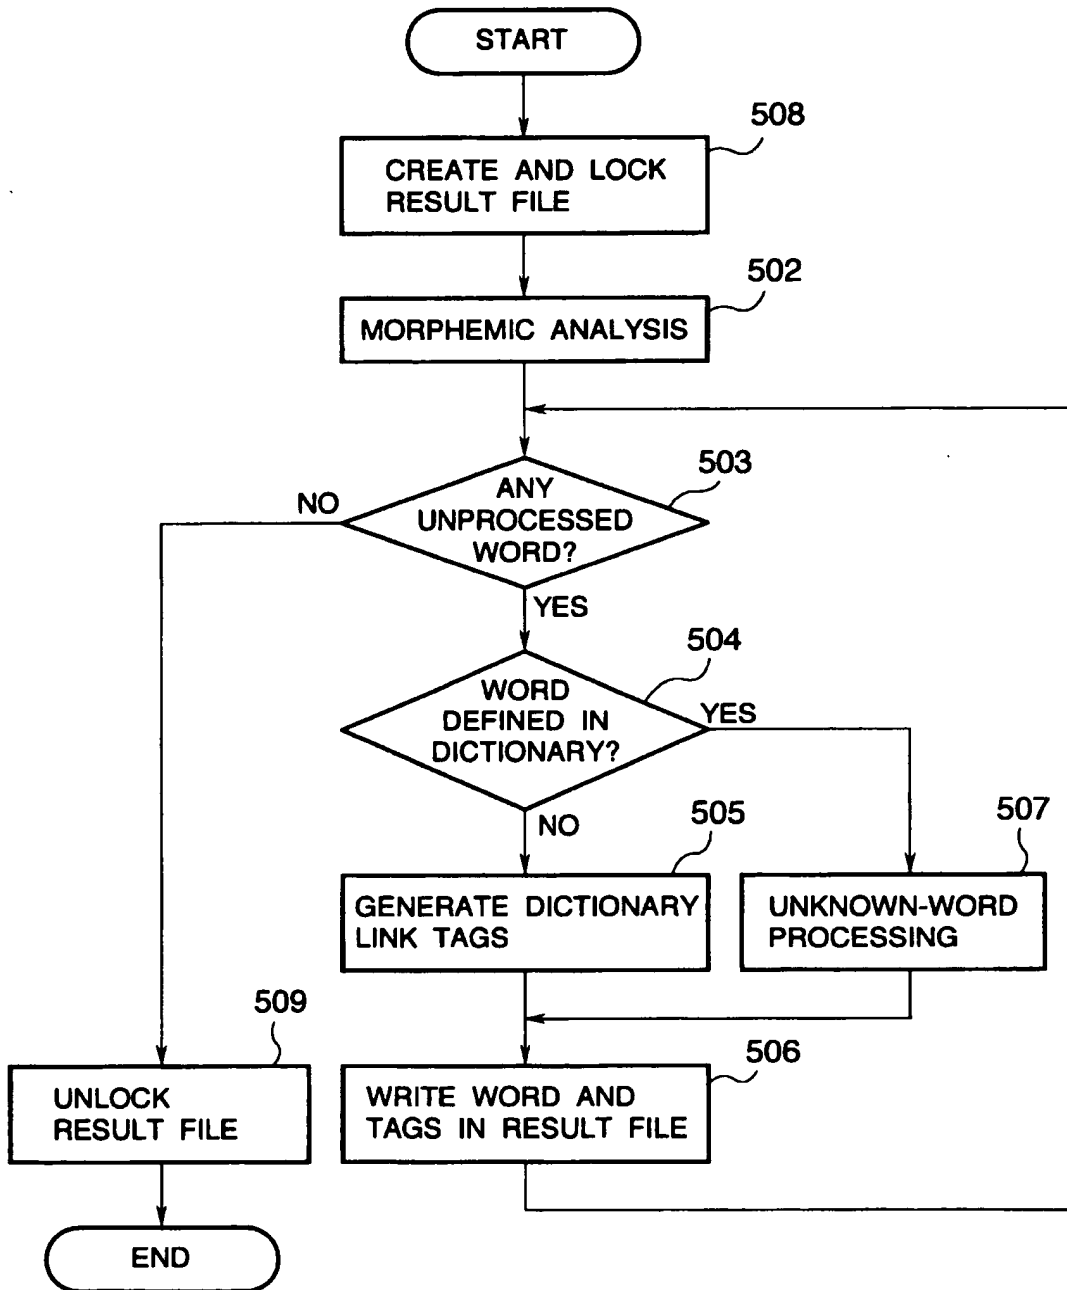 START
508
CREATE AND LOCK
RESULT FILE
502
MORPHEMIC ANALYSIS
503
NO
ANY
UNPROCESSED
WORD?
YES
504
WORD
DEFINED IN
DICTIONARY?
YES
NO
505
507
GENERATE DICTIONARY
LINK TAGS
UNKNOWN-WORD
PROCESSING
509
506
UNLOCK
RESULT FILE
WRITE WORD AND
TAGS IN RESULT FILE
END